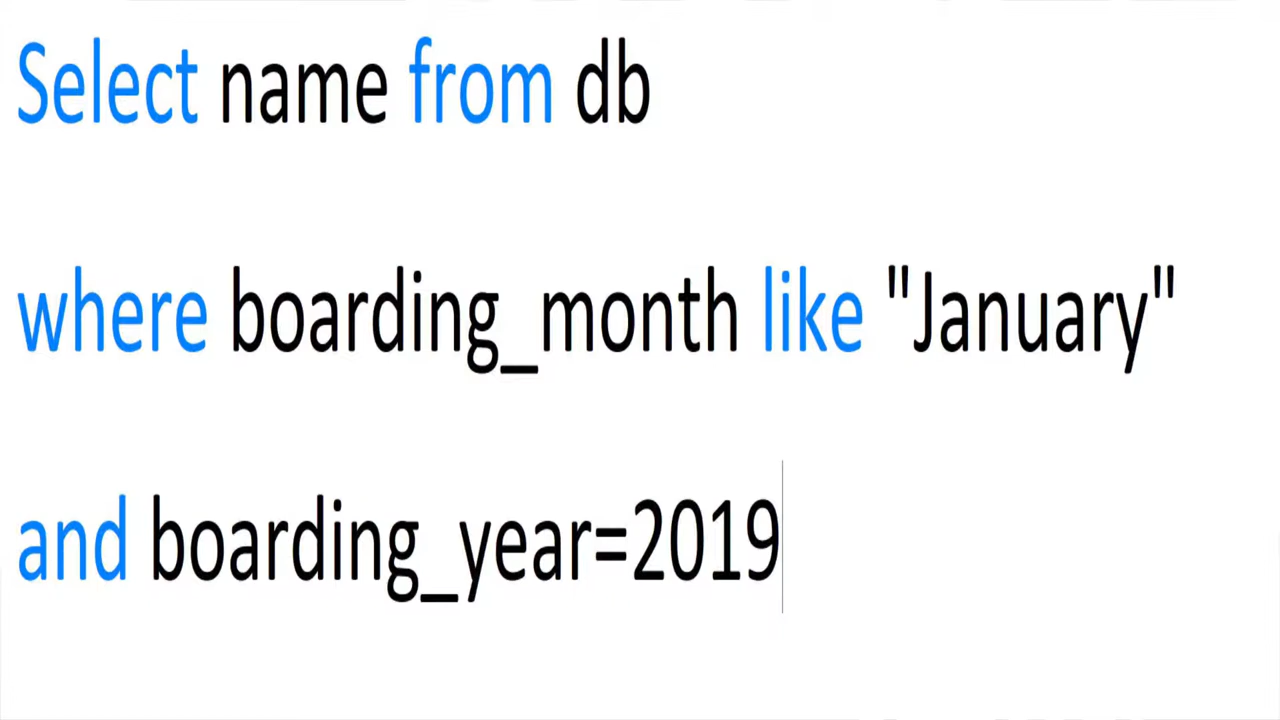 Select name from db
where boarding_month like "January"
and boarding_year=2019